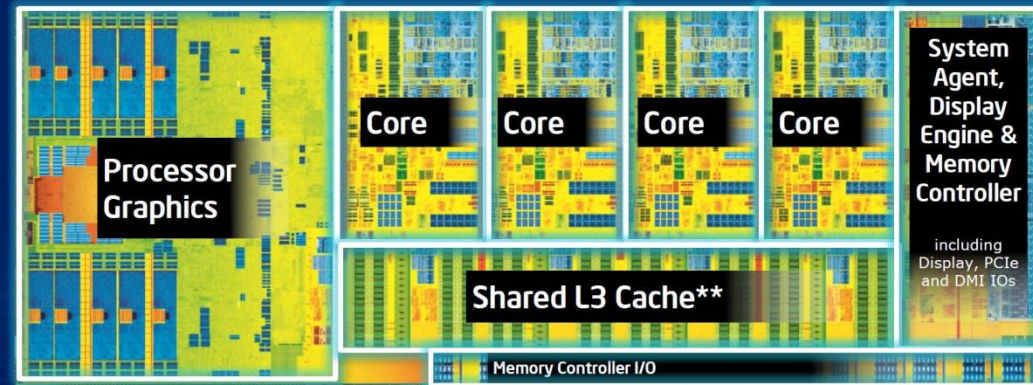 Processor
Graphics
Core
Core
Core
Core
System
Agent,
Display
Engine &
Memory
Controller
including
Display, PCIe
and DMI IOs
Shared L3 Cache**
Memory Controller I/O